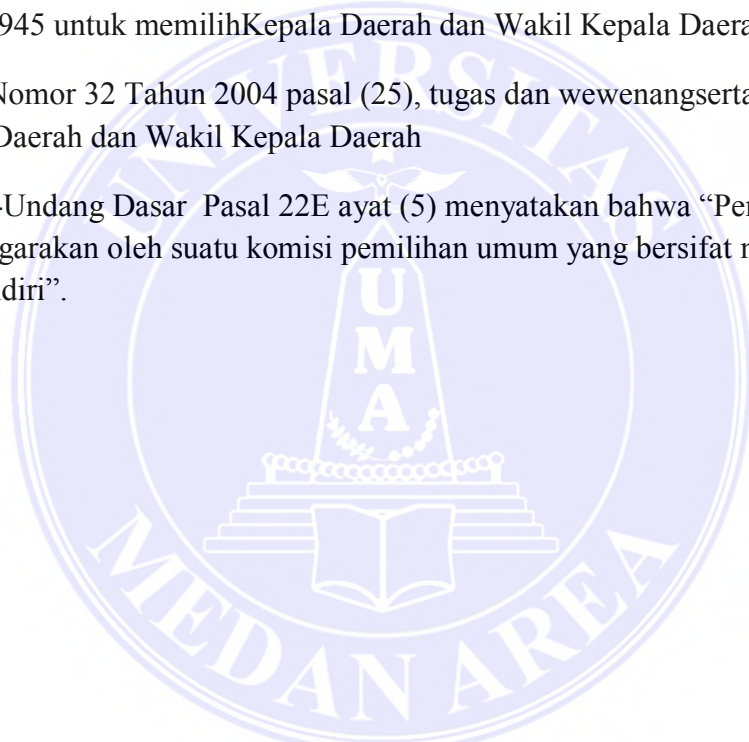 945 untuk memilihKepala Daerah dan Wakil Kepala Daera
Nomor 32 Tahun 2004 pasal (25), tugas dan wewenangserta
Daerah dan Wakil Kepala Daerah
-Undang Dasar  Pasal 22E ayat (5) menyatakan bahwa “Pe
garakan oleh suatu komisi pemilihan umum yang bersifat
diri”.
UNIVERSITAS
UMA
MEDAN AREA